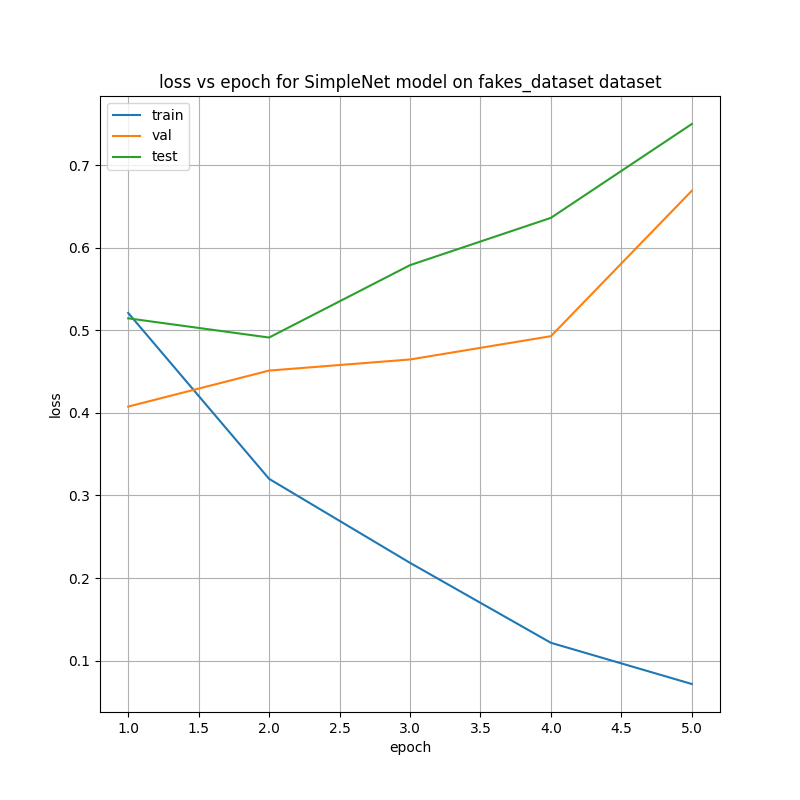 loss vs epoch for SimpleNet model on fakes_dataset dataset
train
val
test
0.7
0.6
0.5
0.4
0.3
0.2
0.1
loss
1.0 1.5 2.0 2.5 3.0 3.5 4.0 4.5 5.0
epoch